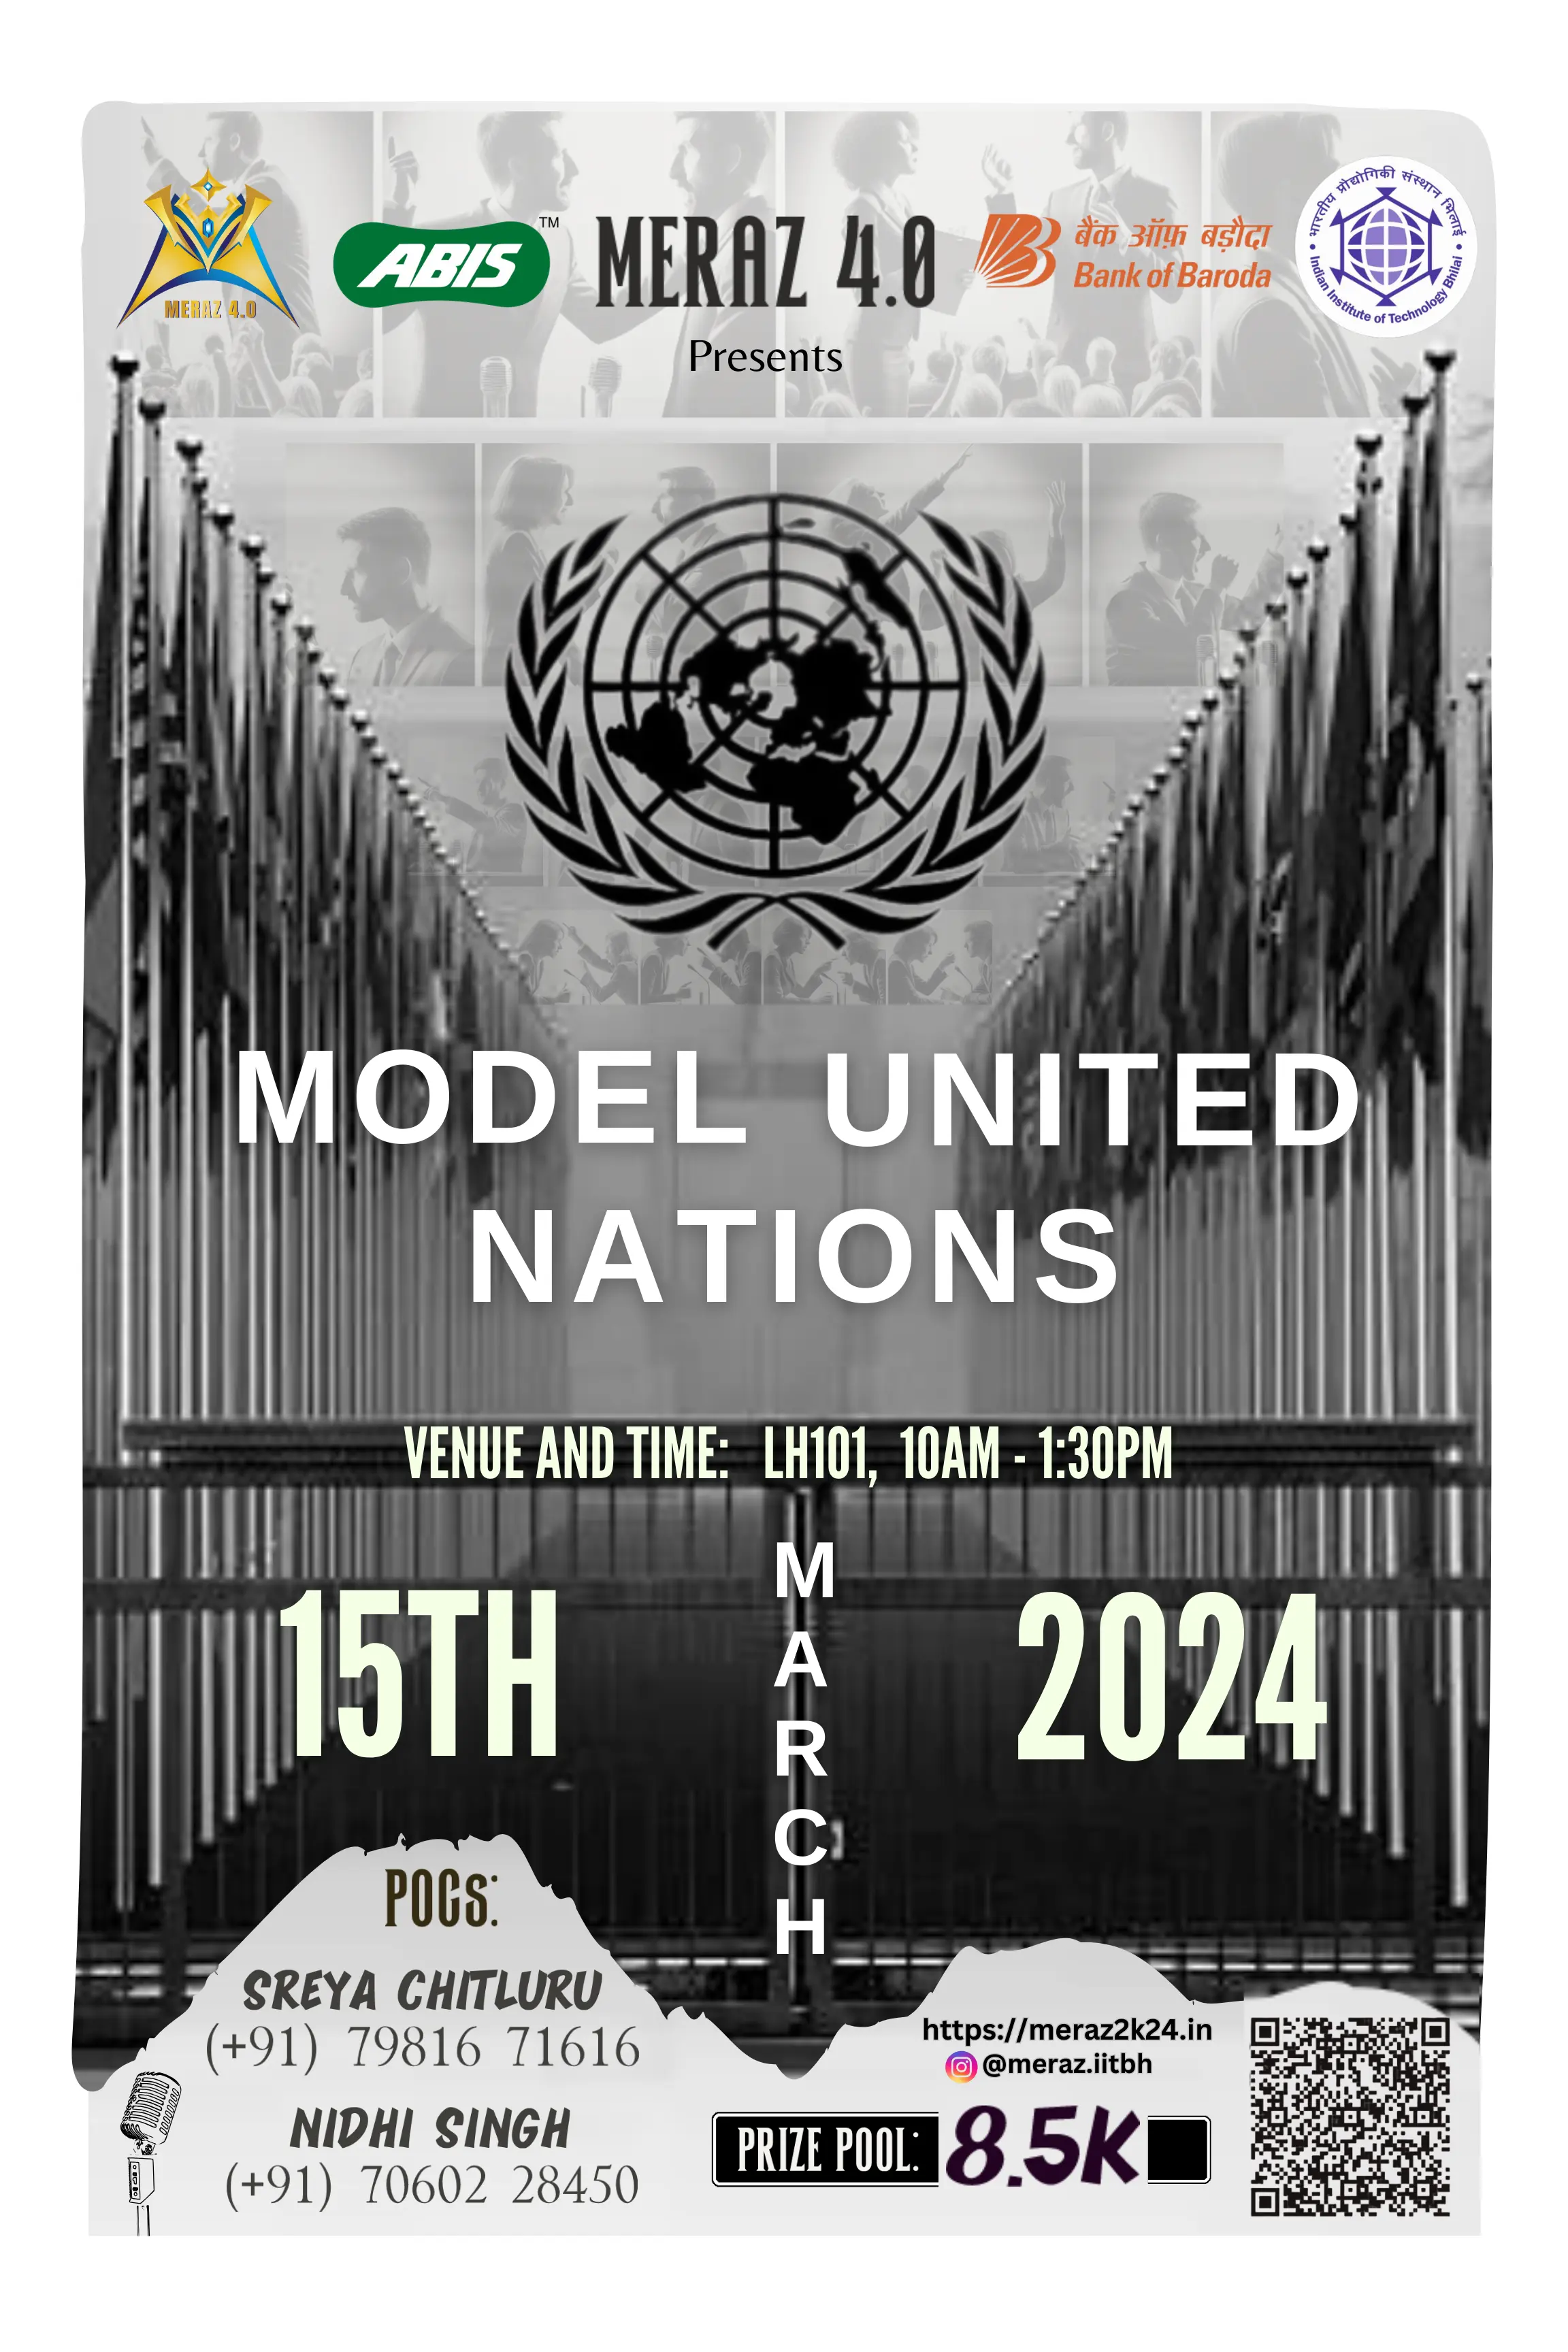 MERAZ 4.0
ABIS™
MERAZ 4.0
बैंक ऑफ़ बड़ौदा
Bank of Baroda
भारतीय प्रौद्योगिकी संस्थान भिलाई
Indian Institute of Technology Bhilai
Presents
MODEL UNITED
NATIONS
VENUE AND TIME: LH101, 10AM - 1:30PM
15TH
MARCH
2024
POCs:
SREYA CHITLURU
(+91) 79816 71616
NIDHI SINGH
(+91) 70602 28450
https://meraz2k24.in
@meraz.iitbh
PRIZE POOL: 8.5K